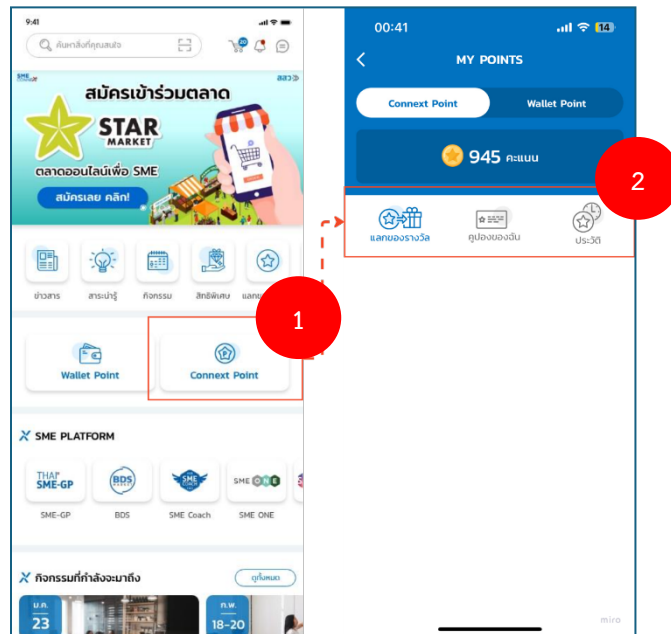 9:41
ค้นหาสิ่งที่คุณสนใจ
20
SME
CONNEXT
สสว
สมัครเข้าร่วมตลาด
STAR
MARKET
ตลาดออนไลน์เพื่อ SME
สมัครเลย คลิก!
ข่าวสาร
สาระน่ารู้
กิจกรรม
สิทธิพิเศษ
1
Wallet Point
Connext Point
SME PLATFORM
THAI
SME-GP
BDS
SME
SME ONE
SME-GP
BDS
SME Coach
SME ONE
กิจกรรมที่กำลังจะมาถึง
ดูทั้งหมด
ม.ค.
23
ก.พ.
18-20
00:41
14
MY POINTS
Connext Point
Wallet Point
945 คะแนน
2
แลกของรางวัล
คูปองของฉัน
ประวัติ
miro